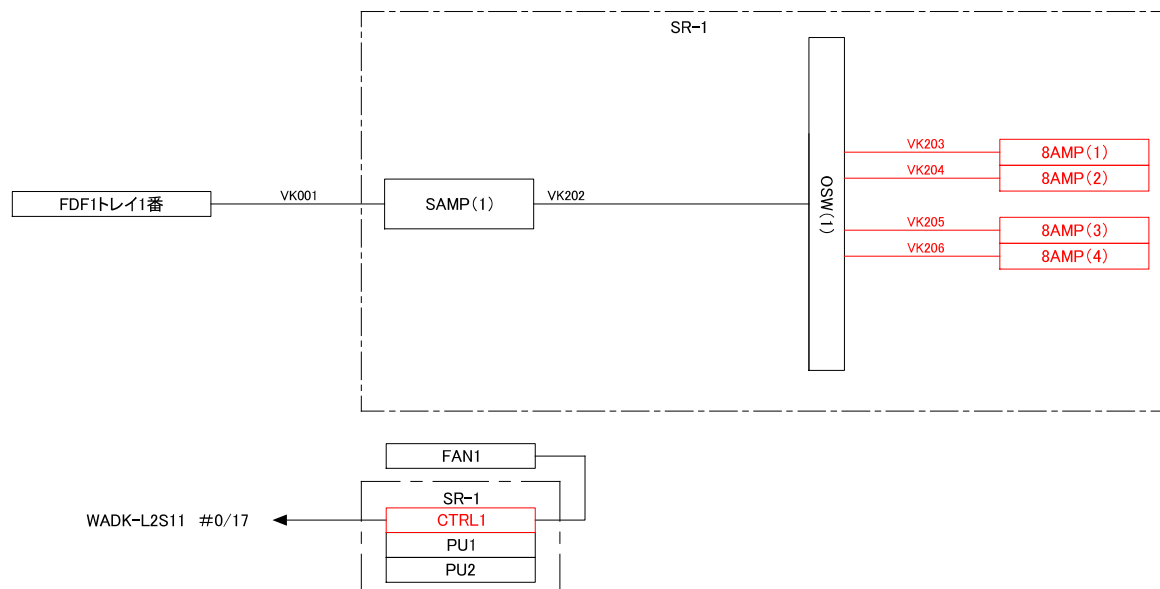 SR-1
VK203
8AMP(1)
VK204
8AMP(2)
FDF1トレイ1番
VK001
SAMP(1)
VK202
OSW(1)
VK205
8AMP(3)
VK206
8AMP(4)
FAN1
SR-1
WADK-L2S11 #0/17
CTRL1
PU1
PU2